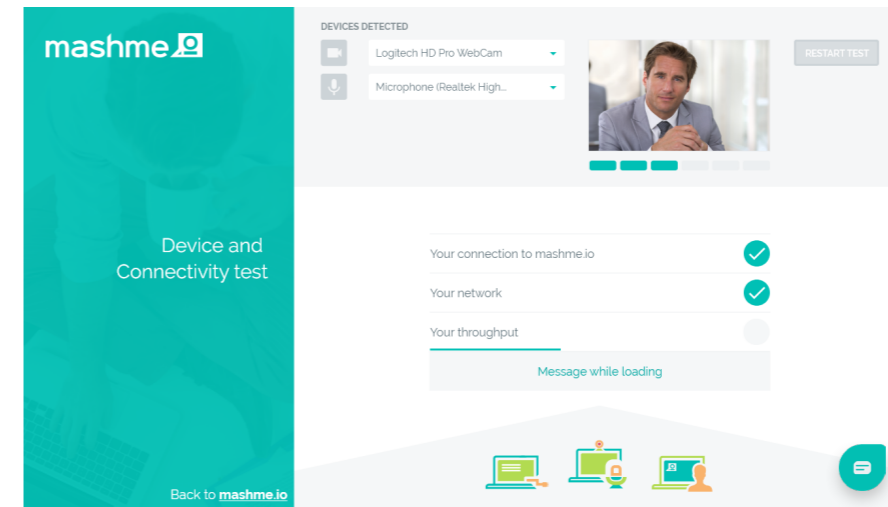 mashme
DEVICES DETECTED
Logitech HD Pro WebCam
Microphone (Realtek High...
RESTART TEST
Device and
Connectivity test
Your connection to mashme.io
Your network
Your throughput
Message while loading
Back to mashme.io